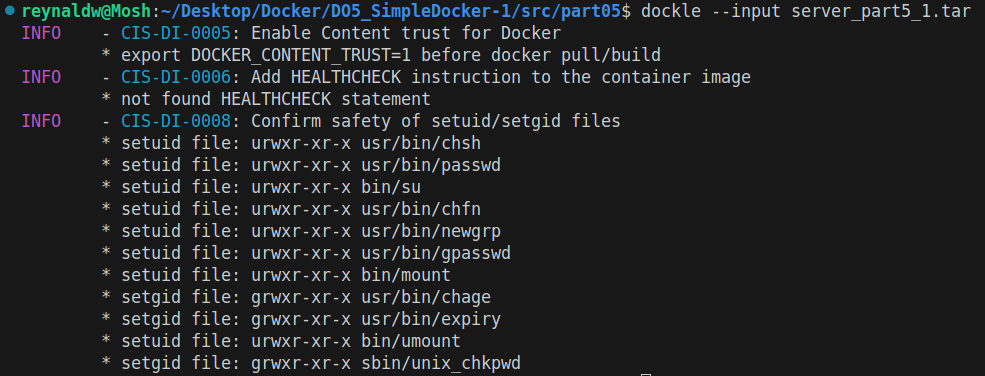 reynaldw@Mosh:~/Desktop/Docker/DO5_SimpleDocker-1/src/part05$ dockle --input server_part5_1.tar
INFO - CIS-DI-0005: Enable Content trust for Docker
* export DOCKER_CONTENT_TRUST=1 before docker pull/build
INFO - CIS-DI-0006: Add HEALTHCHECK instruction to the container image
* not found HEALTHCHECK statement
INFO - CIS-DI-0008: Confirm safety of setuid/setgid files
* setuid file: urwxr-xr-x usr/bin/chsh
* setuid file: urwxr-xr-x usr/bin/passwd
* setuid file: urwxr-xr-x bin/su
* setuid file: urwxr-xr-x usr/bin/chfn
* setuid file: urwxr-xr-x usr/bin/newgrp
* setuid file: urwxr-xr-x usr/bin/gpasswd
* setuid file: urwxr-xr-x bin/mount
* setgid file: grwxr-xr-x usr/bin/chage
* setgid file: grwxr-xr-x usr/bin/expiry
* setuid file: urwxr-xr-x bin/umount
* setgid file: grwxr-xr-x sbin/unix_chkpwd